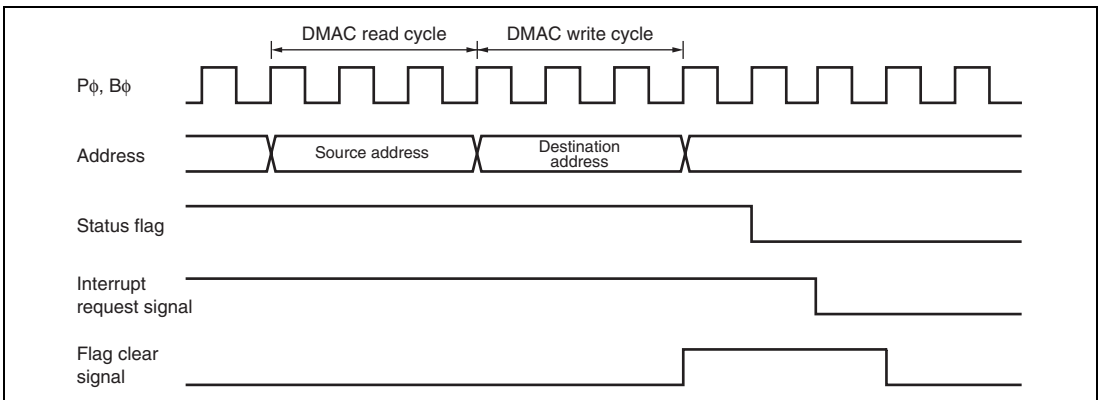 DMAC read cycle DMAC write cycle
Pϕ, Bϕ
Address
Source address
Destination
address
Status flag
Interrupt
request signal
Flag clear
signal